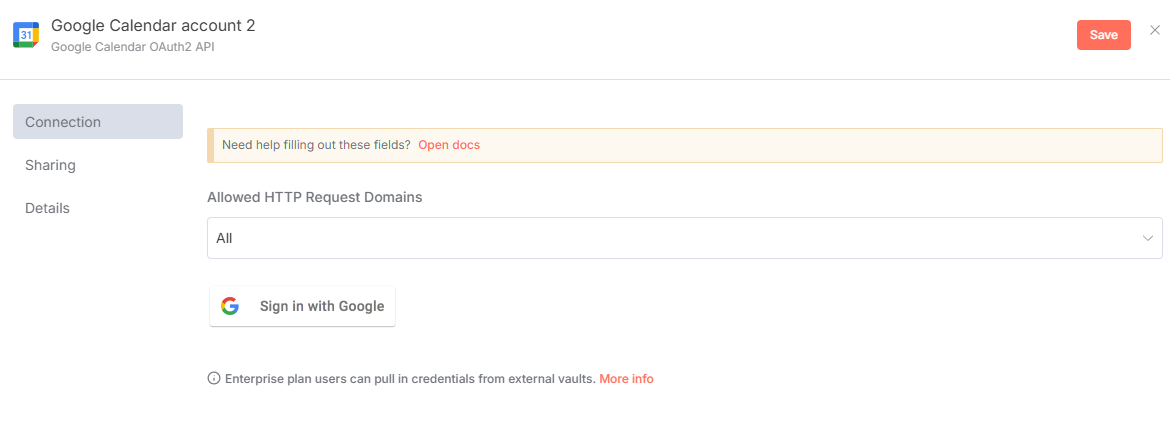 31
Google Calendar account 2
Google Calendar OAuth2 API
Save
Connection
Sharing
Details
Need help filling out these fields? Open docs
Allowed HTTP Request Domains
All
Sign in with Google
Enterprise plan users can pull in credentials from external vaults. More info